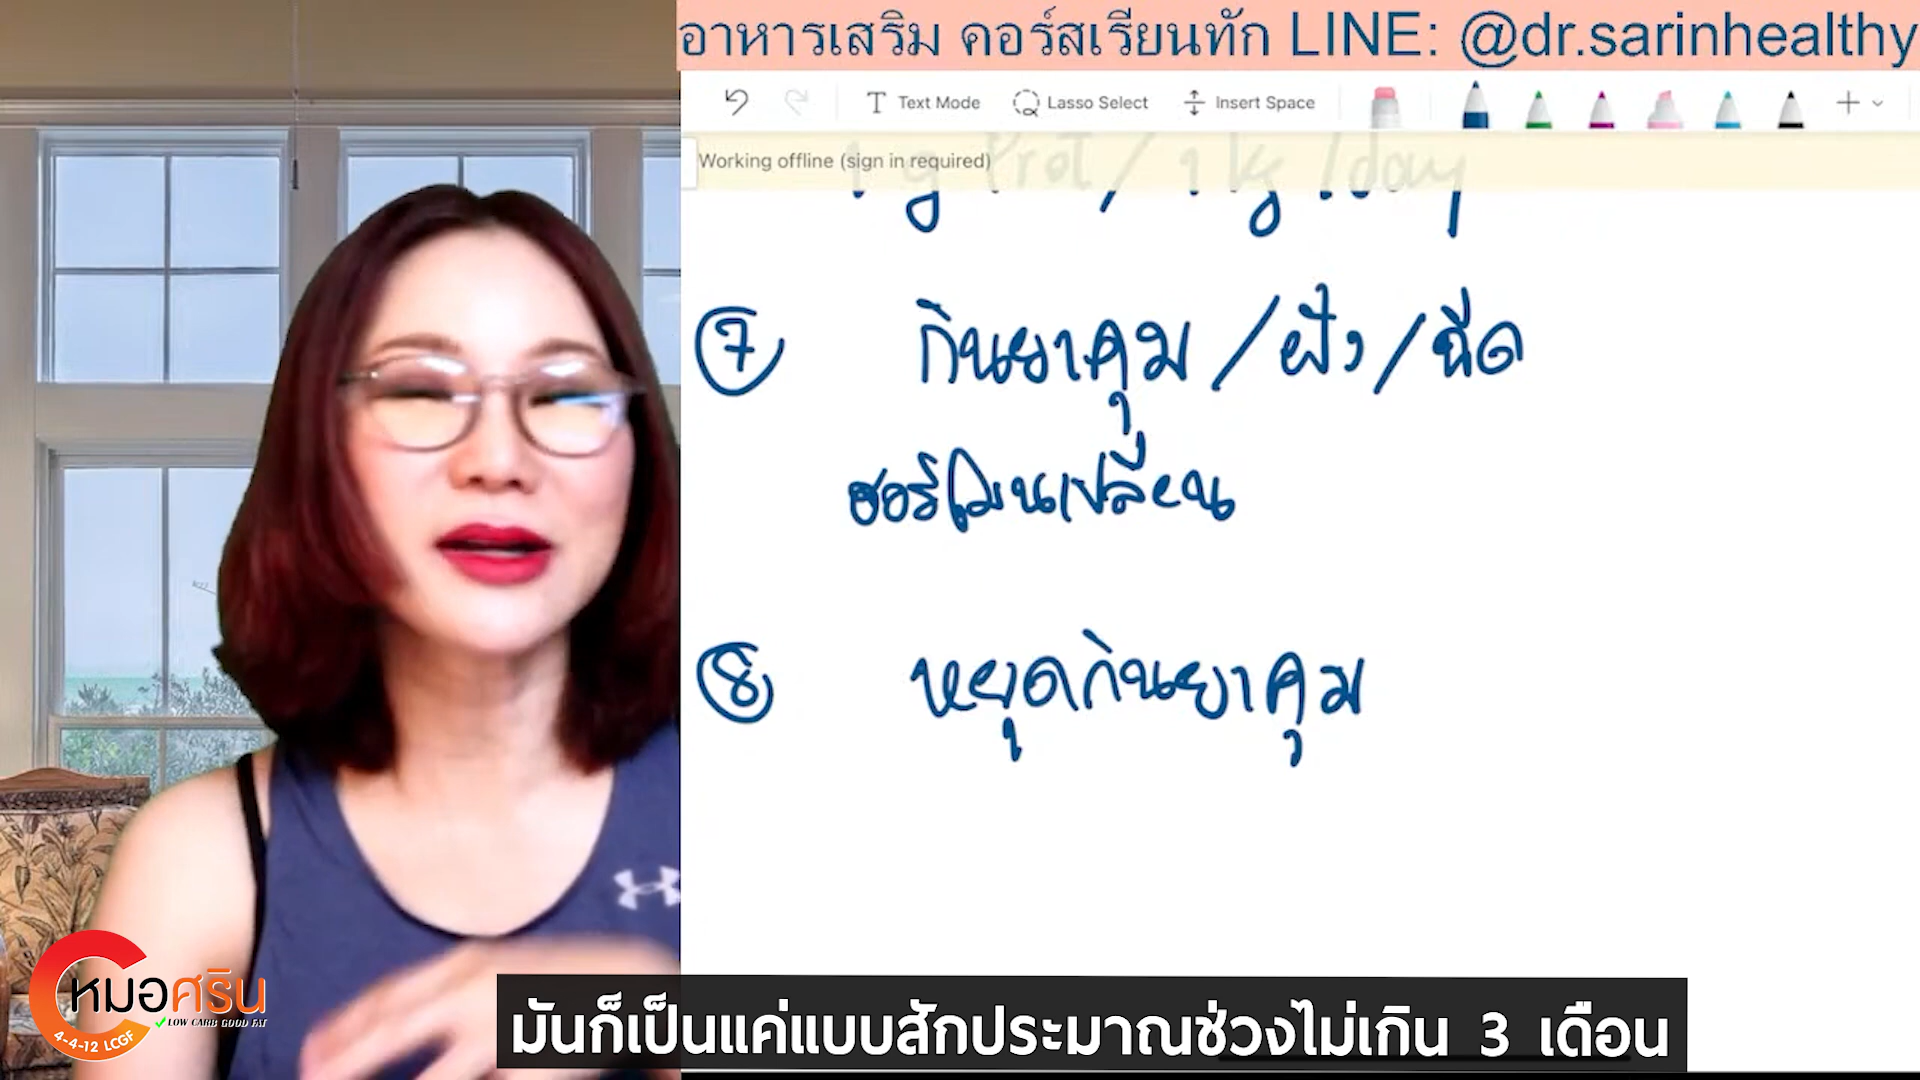 อาหารเสริม คอร์สเรียนทัก LINE: @dr.sarinhealthy
Text Mode Lasso Select Insert Space
Working offline (sign in required)
1 g Prot / 1 kg /day
7 กินยาคุม / ฝัง / ฉีด
ฮอร์โมนเปลี่ยน
8 หยุดกินยาคุม
หมอศริน
LOW CARB GOOD FAT
4-4-12 LCGF
มันก็เป็นแค่แบบสักประมาณช่วงไม่เกิน 3 เดือน